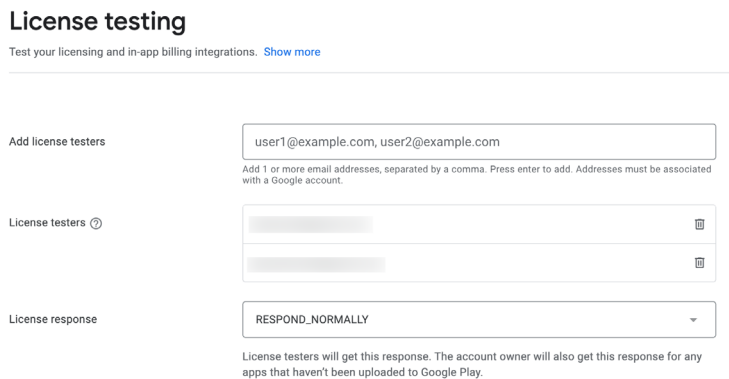 License testing
Test your licensing and in-app billing integrations. Show more
Add license testers
user1@example.com, user2@example.com
Add 1 or more email addresses, separated by a comma. Press enter to add. Addresses must be associated
with a Google account.
License testers
License response
RESPOND_NORMALLY
License testers will get this response. The account owner will also get this response for any
apps that haven't been uploaded to Google Play.